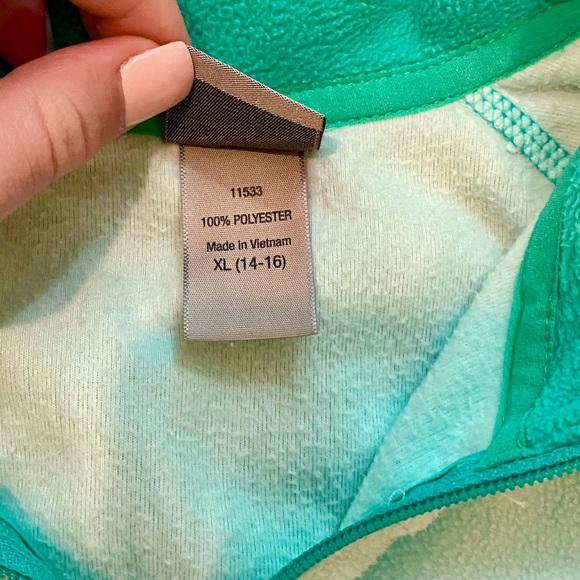 11533
100% POLYESTER
Made in Vietnam
XL (14-16)